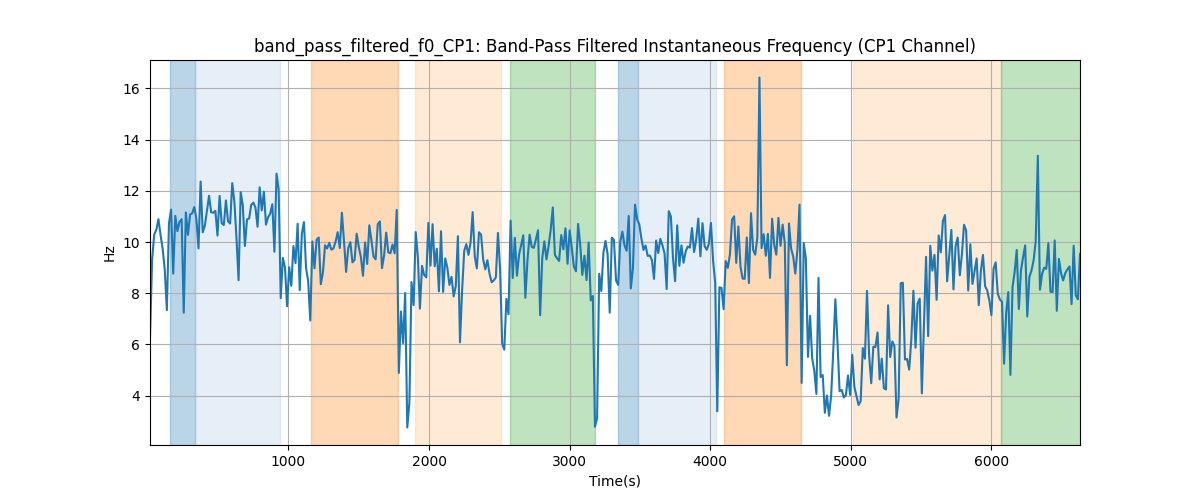 band_pass_filtered_f0_CP1: Band-Pass Filtered Instantaneous Frequency (CP1 Channel)
16
14
12
10
8
6
4
Hz
1000 2000 3000 4000 5000 6000
Time(s)